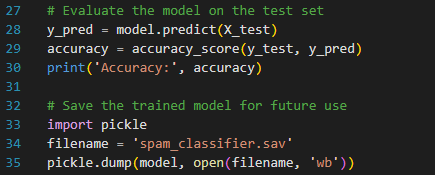 27 # Evaluate the model on the test set
28 y_pred = model.predict(X_test)
29 accuracy = accuracy_score(y_test, y_pred)
30 print('Accuracy:', accuracy)
31
32 # Save the trained model for future use
33 import pickle
34 filename = 'spam_classifier.sav'
35 pickle.dump(model, open(filename, 'wb'))